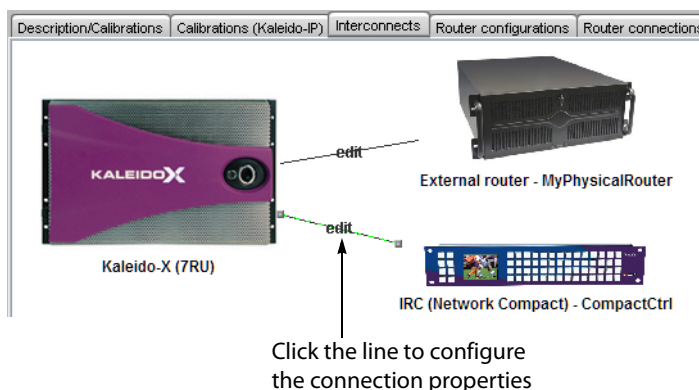 Description/Calibrations Calibrations (Kaleido-IP) Interconnects Router configurations Router connections
KALEIDOX
edit
External router - MyPhysicalRouter
edit
Kaleido-X (7RU)
IRC (Network Compact) - CompactCtrl
Click the line to configure
the connection properties